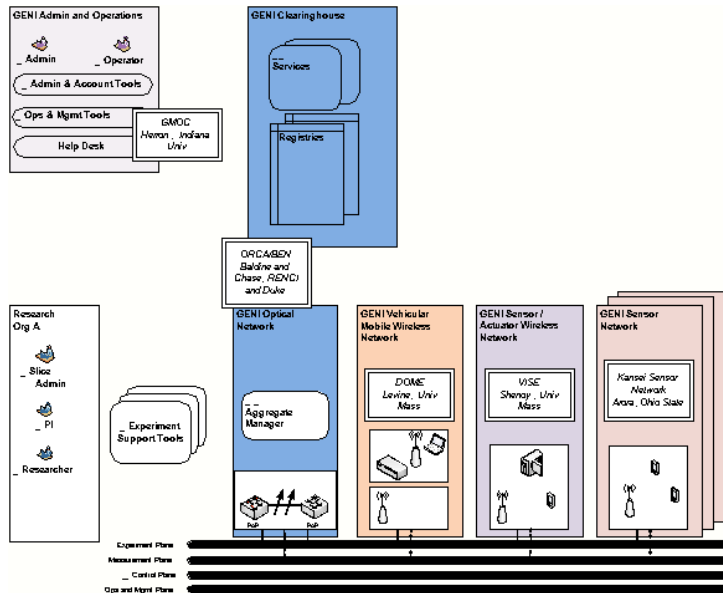 GENI Admin and Operations
_ Admin
_ Operator
_ Admin & Account Tools
_ Ops & Mgmt Tools
Help Desk
GMOC
Herron , Indiana
Univ
GENI Clearinghouse
_ _
Services
Registries
ORCA/BEN
Baldine and
Chase, RENCI
and Duke
Research
Org A
_ Slice
Admin
_ PI
_ Researcher
_ Experiment
Support Tools
GENI Optical
Network
_ _
Aggregate
Manager
PoP
PoP
GENI Vehicular
Mobile Wireless
Network
DOME
Levine, Univ
Mass
GENI Sensor /
Actuator Wireless
Network
VISE
Shenoy , Univ
Mass
GENI Sensor
Network
Kansei Sensor
Network
Arora, Ohio State
Experiment Plane
Measurement Plane
_ Control Plane
Ops and Mgmt Plane